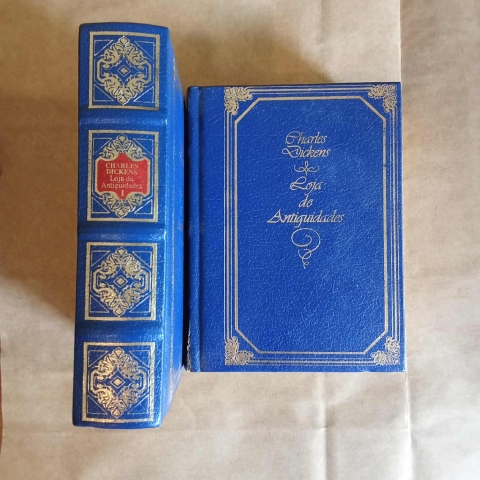 CHARLES
DICKENS
Loja de
Antiguidades
I
Charles
Dickens
Loja
de
Antiguidades